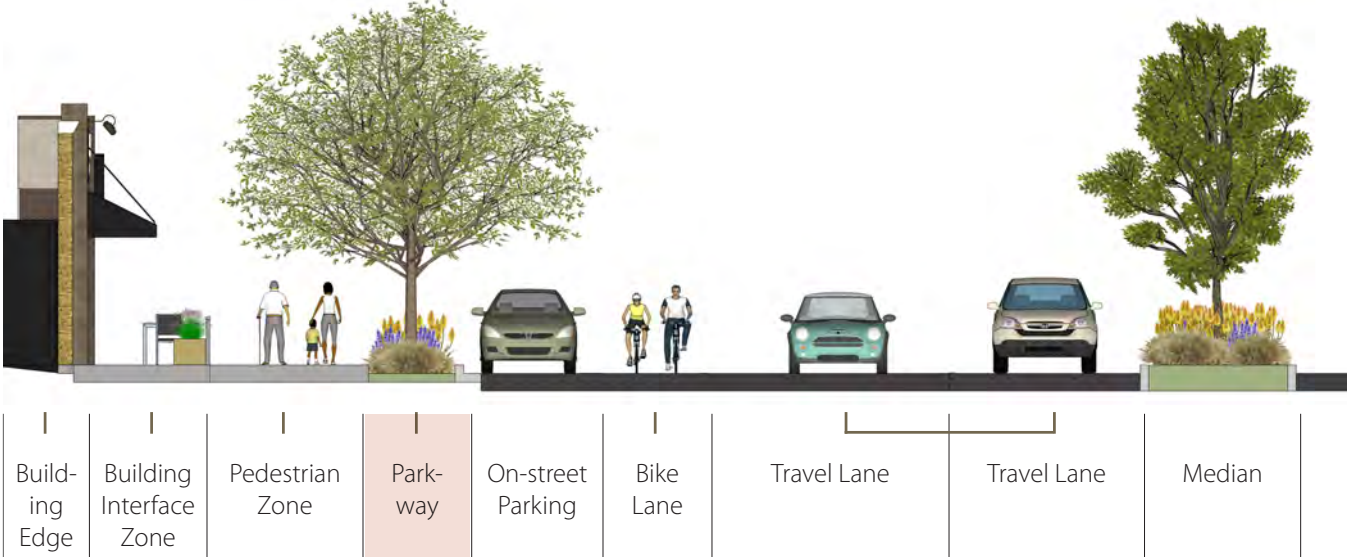 Build-
ing
Edge
Building
Interface
Zone
Pedestrian
Zone
Park-
way
On-street
Parking
Bike
Lane
Travel Lane
Travel Lane
Median